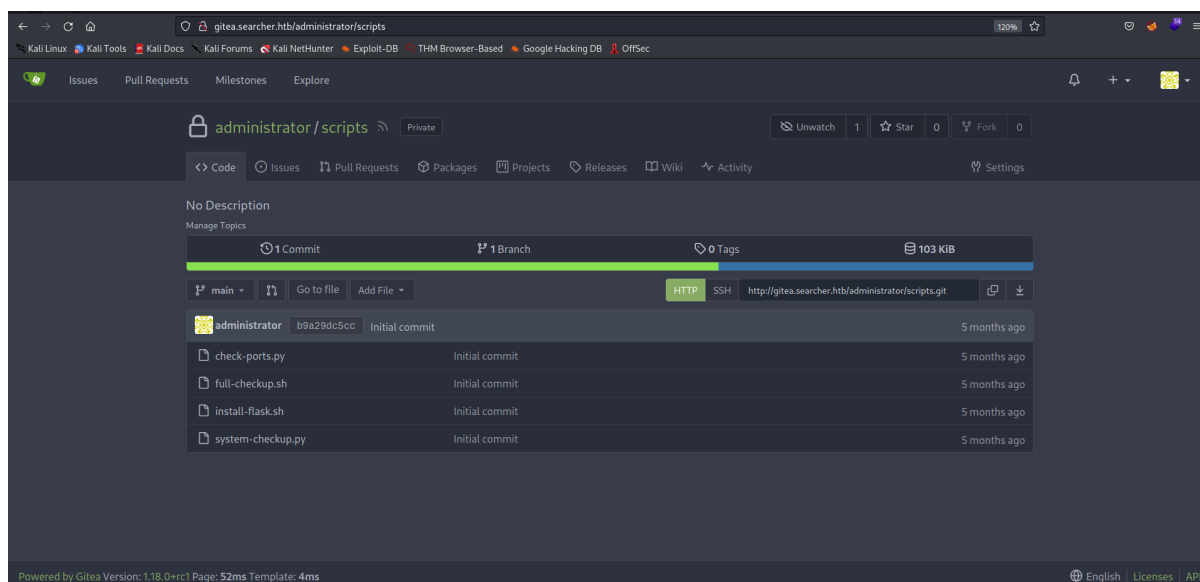 gitea.searcher.htb/administrator/scripts 120%
Kali Linux Kali Tools Kali Docs Kali Forums Kali NetHunter Exploit-DB THM Browser-Based Google Hacking DB OffSec
Issues Pull Requests Milestones Explore
administrator/scripts Private Unwatch 1 Star 0 Fork 0
Code Issues Pull Requests Packages Projects Releases Wiki Activity Settings
No Description
Manage Topics
1 Commit 1 Branch 0 Tags 103 KiB
main Go to file Add File HTTP SSH http://gitea.searcher.htb/administrator/scripts.git
administrator b9a29dc5cc Initial commit 5 months ago
check-ports.py Initial commit 5 months ago
full-checkup.sh Initial commit 5 months ago
install-flask.sh Initial commit 5 months ago
system-checkup.py Initial commit 5 months ago
Powered by Gitea Version: 1.18.0+rc1 Page: 52ms Template: 4ms English Licenses